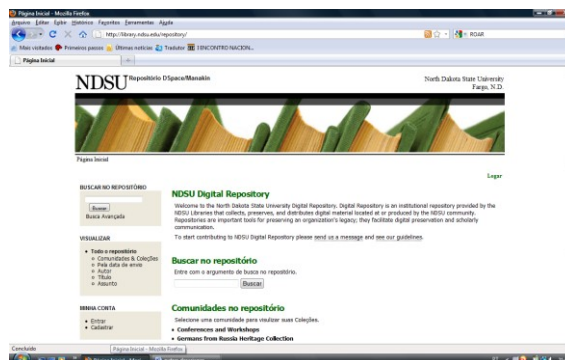 Página Inicial - Mozilla Firefox
Arquivo Editar Exibir Histórico Favoritos Ferramentas Ajuda
http://library.ndsu.edu/repository/
ROAR
Mais visitados Primeiros passos Últimas notícias Tradutor I ENCONTRO NACION...
Página Inicial
NDSU Repositório DSpace/Manakin
North Dakota State University
Fargo, N.D.
Página Inicial
Logar
BUSCAR NO REPOSITÓRIO
Buscar
Busca Avançada
VISUALIZAR
Todo o repositório
Comunidades & Coleções
Pela data de envio
Autor
Título
Assunto
MINHA CONTA
Entrar
Cadastrar
NDSU Digital Repository
Welcome to the North Dakota State University Digital Repository. Digital Repository is an institutional repository provided by the
NDSU Libraries that collects, preserves, and distributes digital material located at or produced by the NDSU community.
Repositories are important tools for preserving an organization's legacy; they facilitate digital preservation and scholarly
communication.
To start contributing to NDSU Digital Repository please send us a message and see our guidelines.
Buscar no repositório
Entre com o argumento de busca no repositório.
Buscar
Comunidades no repositório
Selecione uma comunidade para visulizar suas Coleções.
Conferences and Workshops
Germans from Russia Heritage Collection
Concluído
Página Inicial - Mozilla Firefox